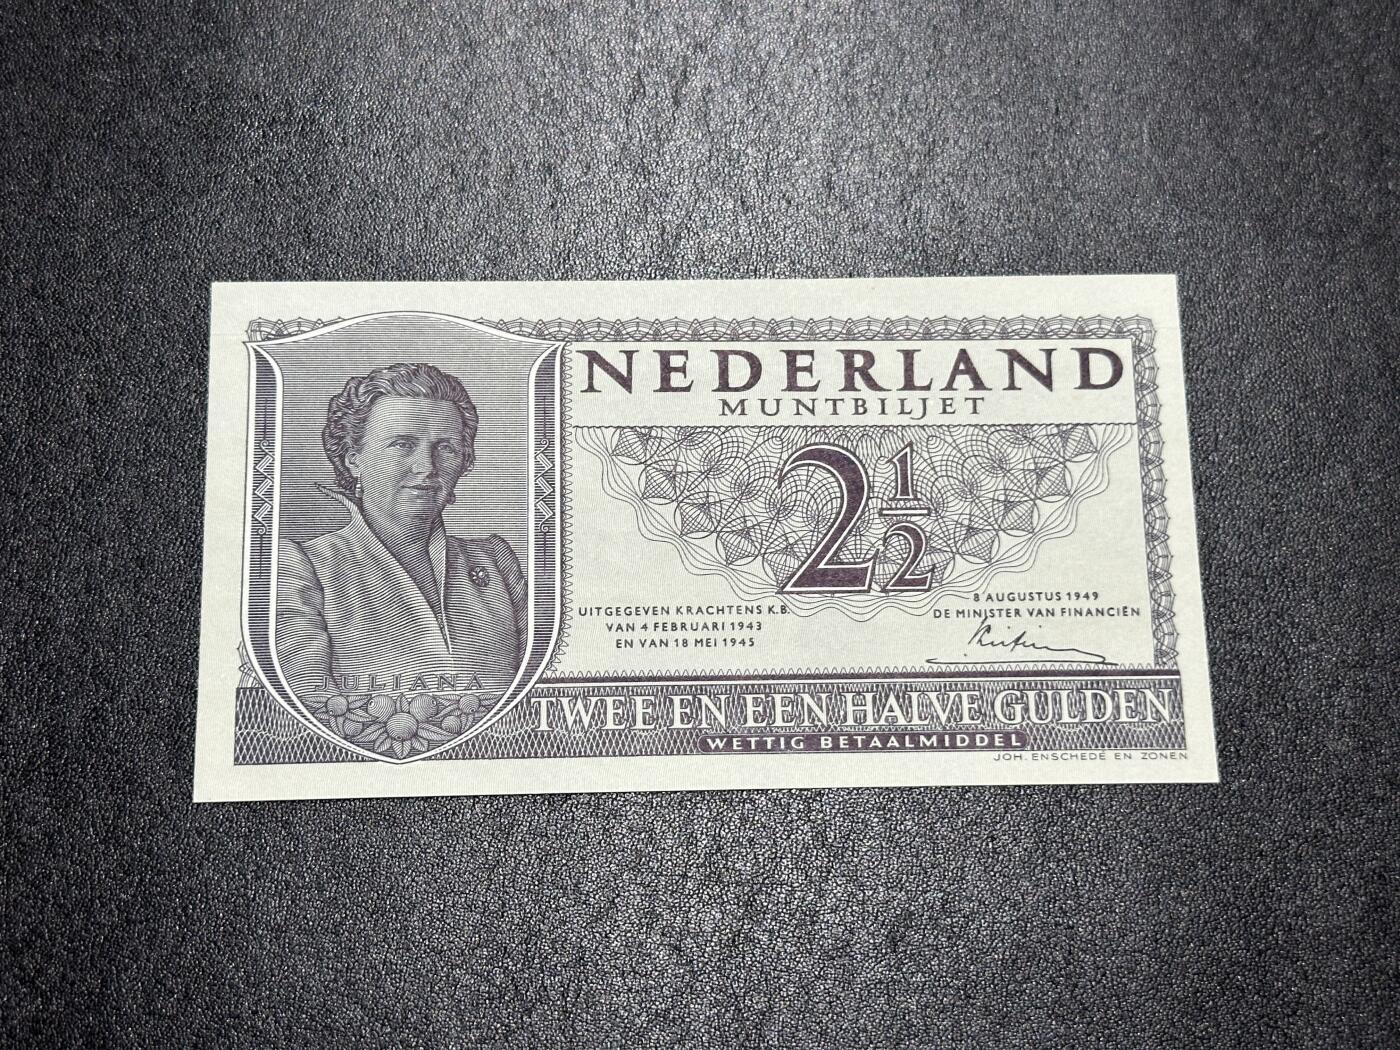 NEDERLAND
MUNTBILJET
2 1/2
UITGEGEVEN KRACHTENS K.B.
VAN 4 FEBRUARI 1943
EN VAN 18 MEI 1945
8 AUGUSTUS 1949
DE MINISTER VAN FINANCIËN
JULIANA
TWEE EN EEN HALVE GULDEN
WETTIG BETAALMIDDEL
JOH. ENSCHEDÉ EN ZONEN